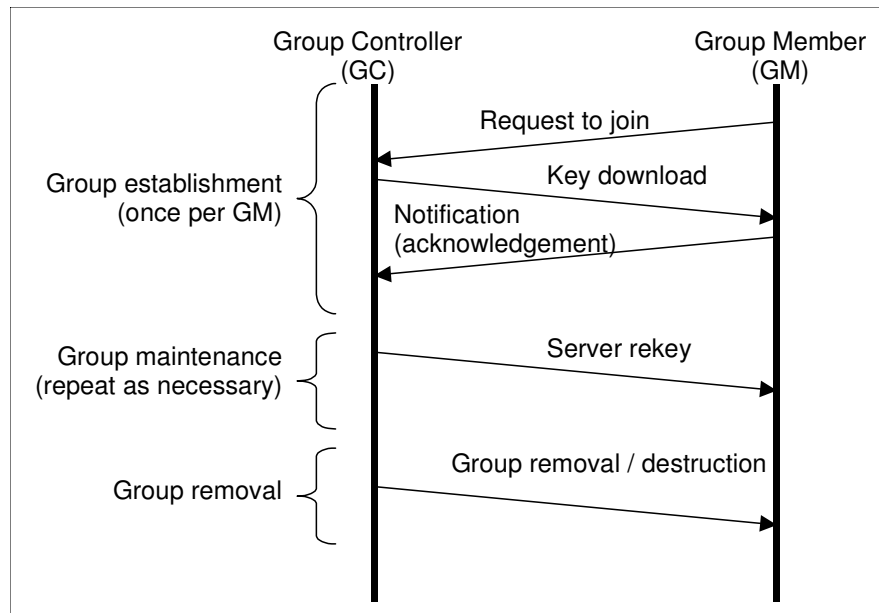 Group Controller
(GC)
Group Member
(GM)
Request to join
Key download
Group establishment
(once per GM)
Notification
(acknowledgement)
Server rekey
Group maintenance
(repeat as necessary)
Group removal / destruction
Group removal